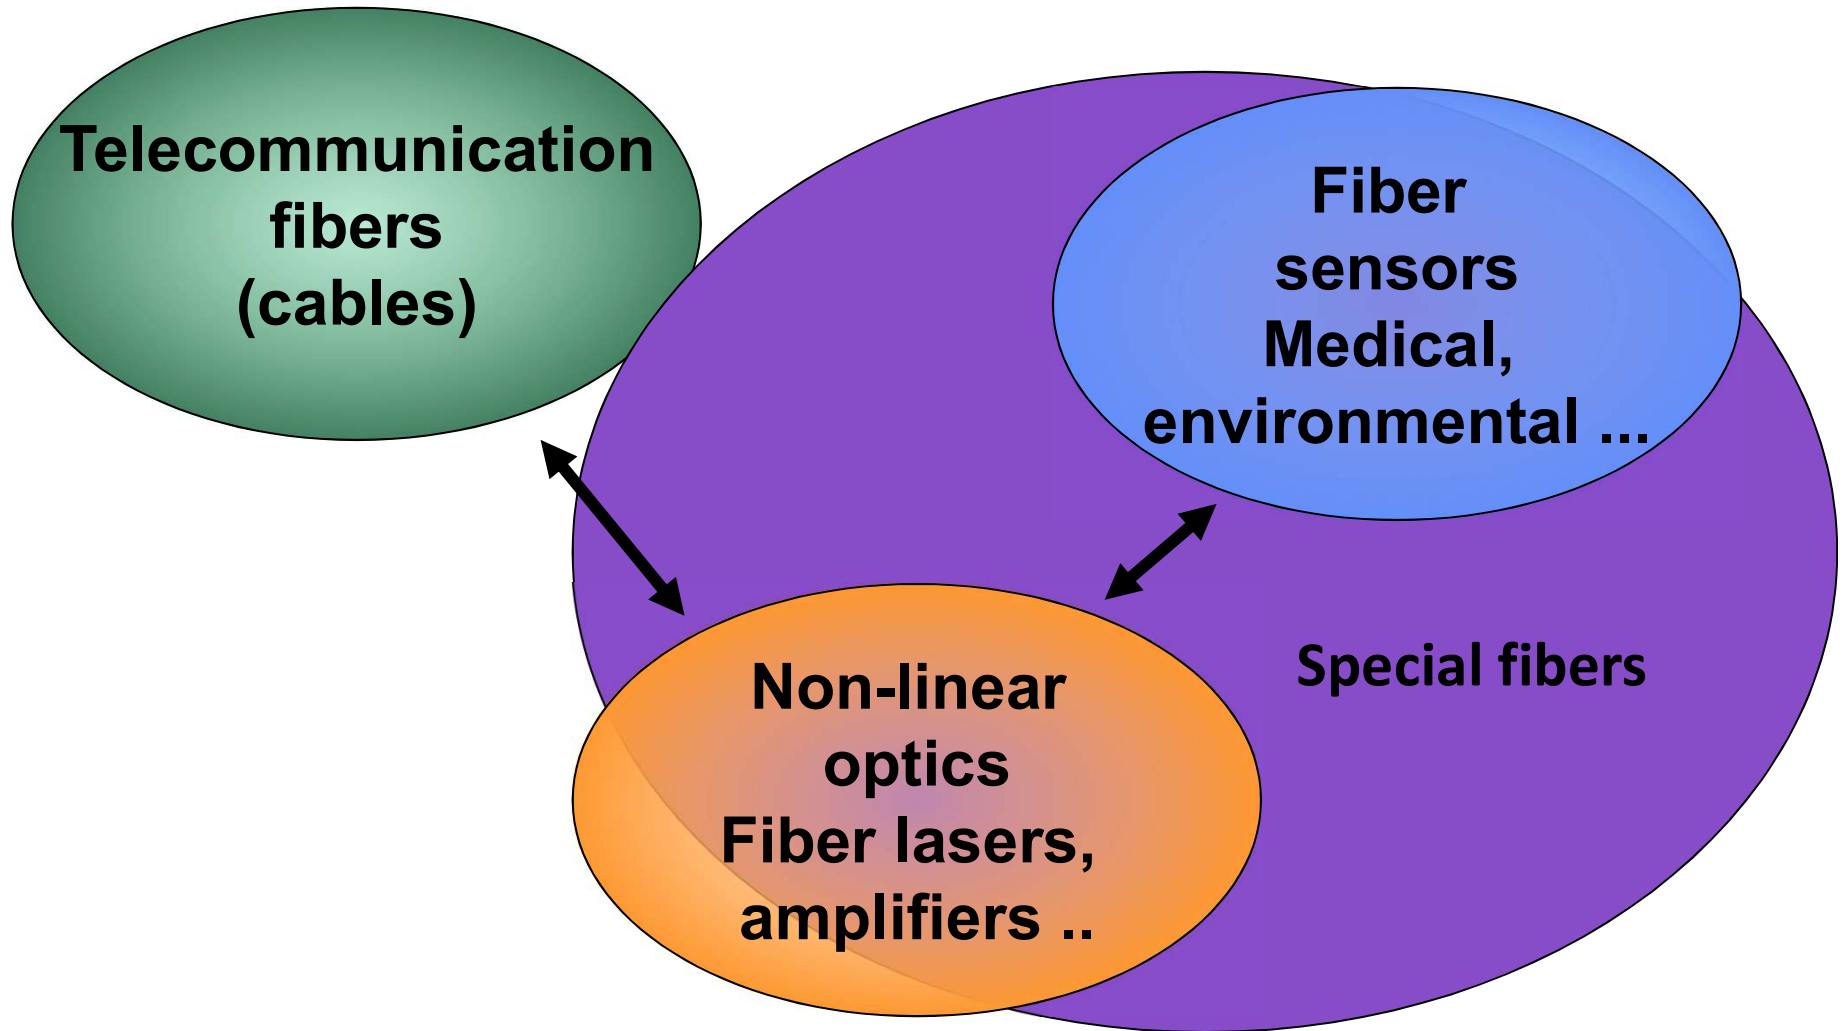 Telecommunication
fibers
(cables)
Fiber
sensors
Medical,
environmental ...
Special fibers
Non-linear
optics
Fiber lasers,
amplifiers ..